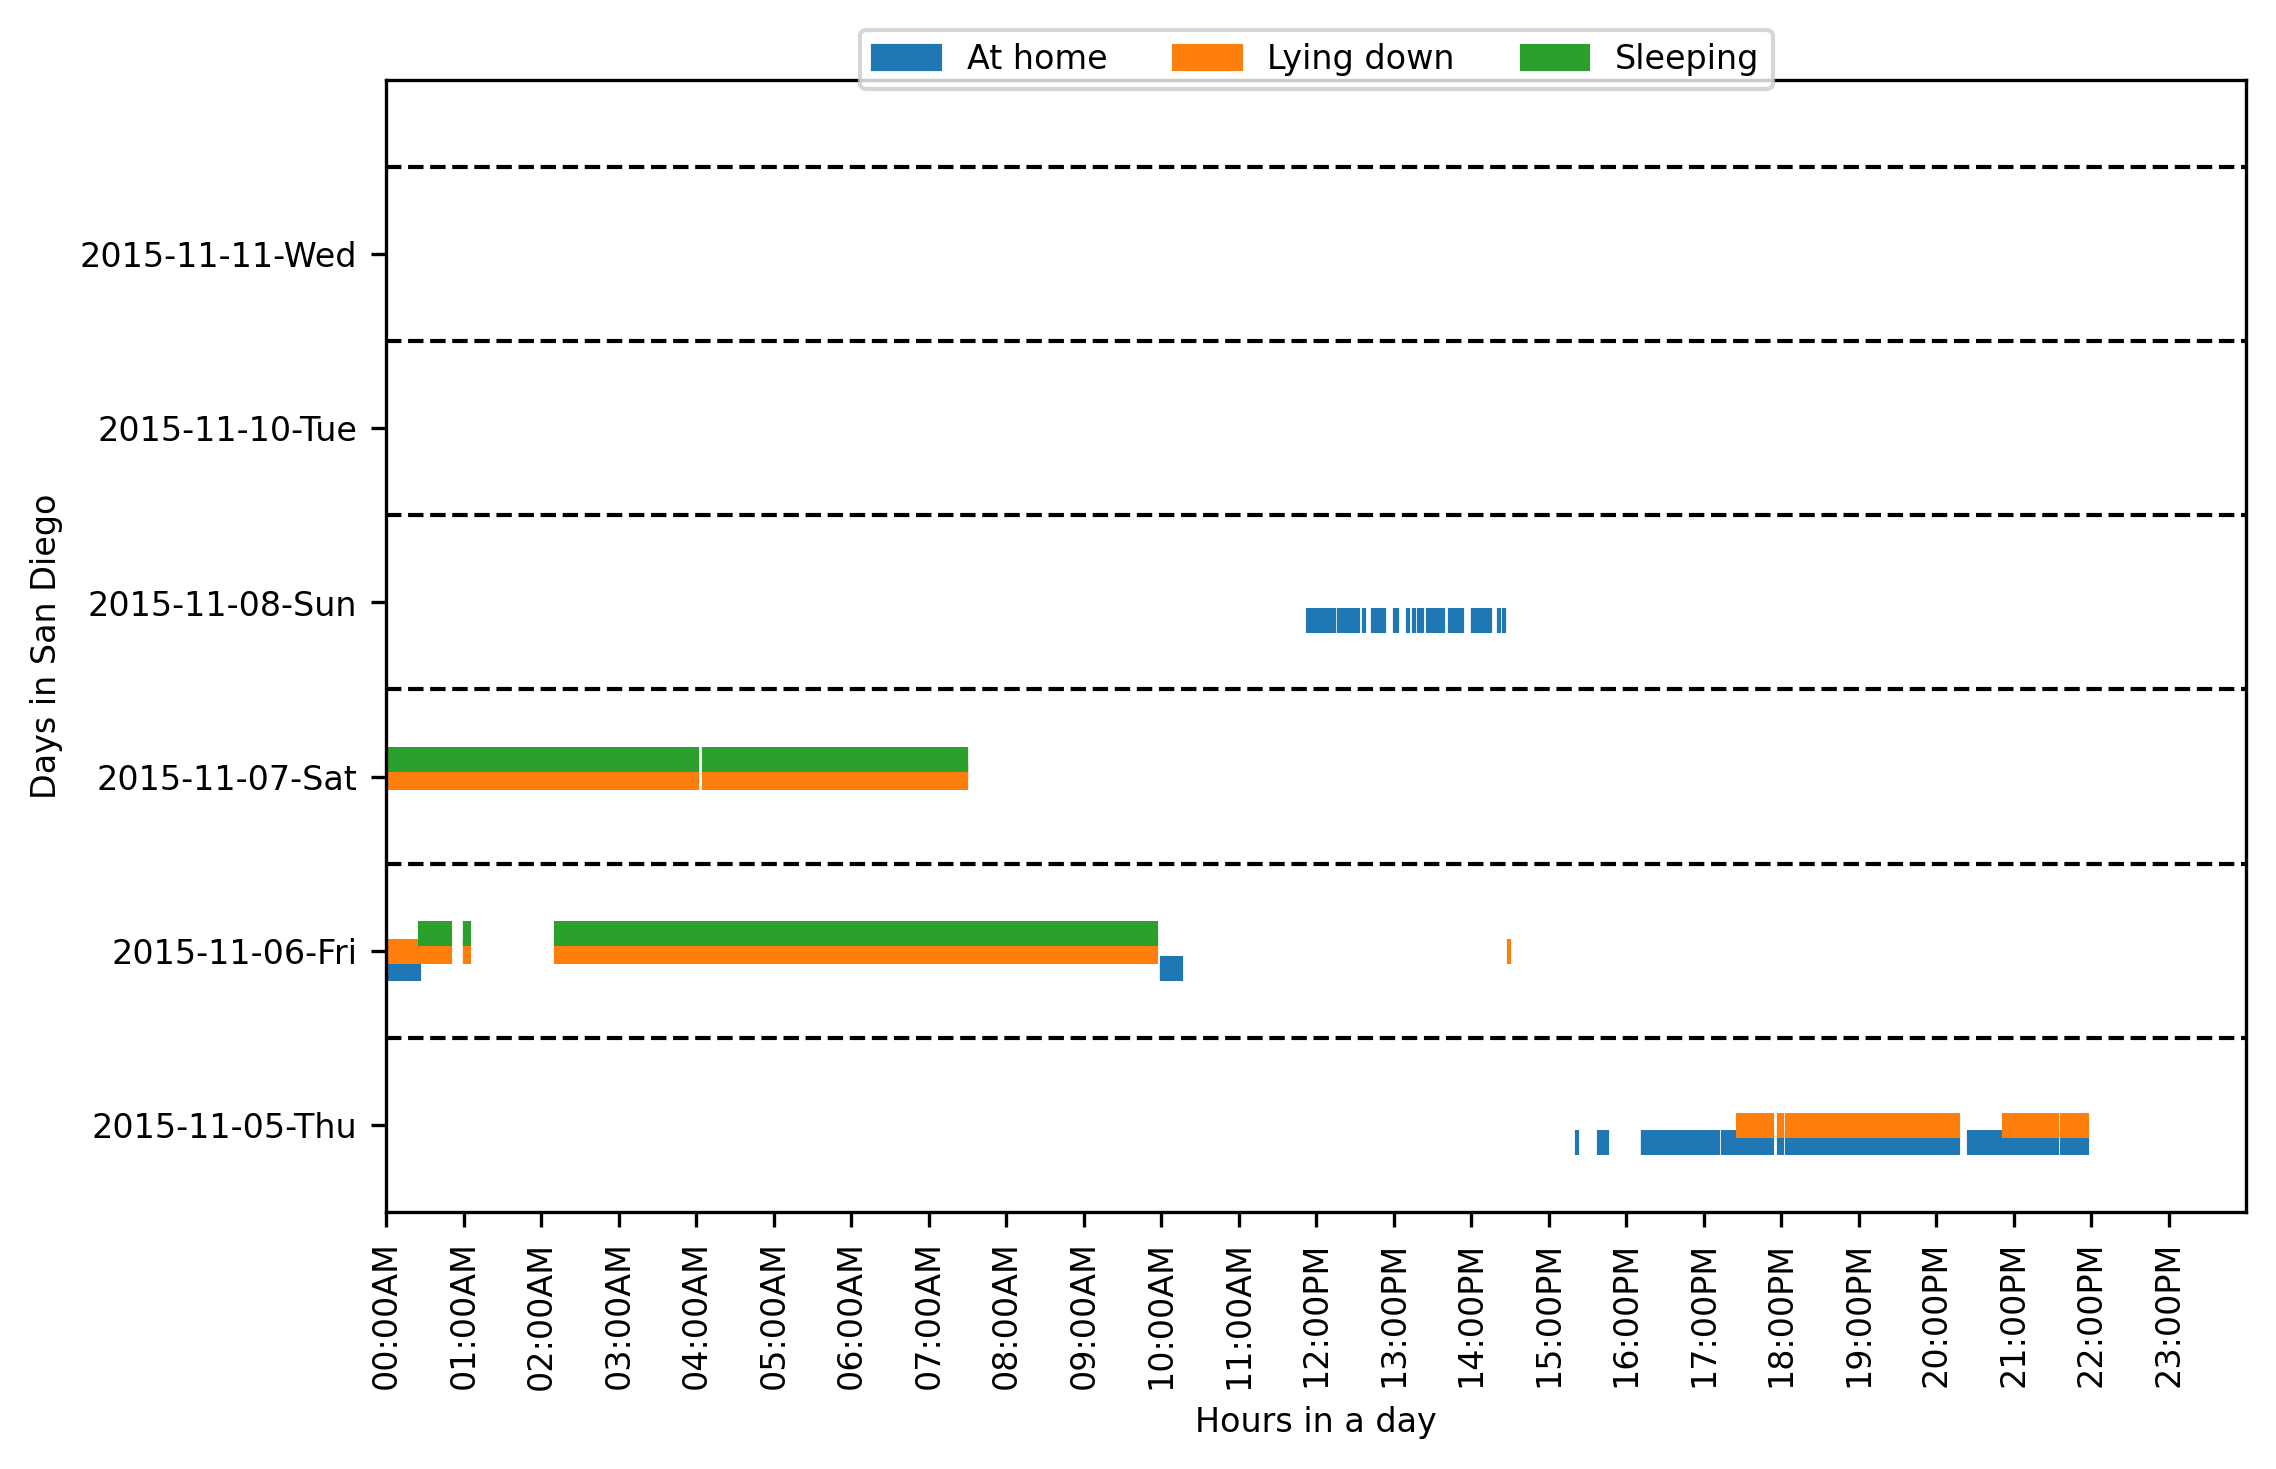 At home Lying down Sleeping
Days in San Diego
2015-11-11-Wed
2015-11-10-Tue
2015-11-08-Sun
2015-11-07-Sat
2015-11-06-Fri
2015-11-05-Thu
00:00AM
01:00AM
02:00AM
03:00AM
04:00AM
05:00AM
06:00AM
07:00AM
08:00AM
09:00AM
10:00AM
11:00AM
12:00PM
13:00PM
14:00PM
15:00PM
16:00PM
17:00PM
18:00PM
19:00PM
20:00PM
21:00PM
22:00PM
23:00PM
Hours in a day